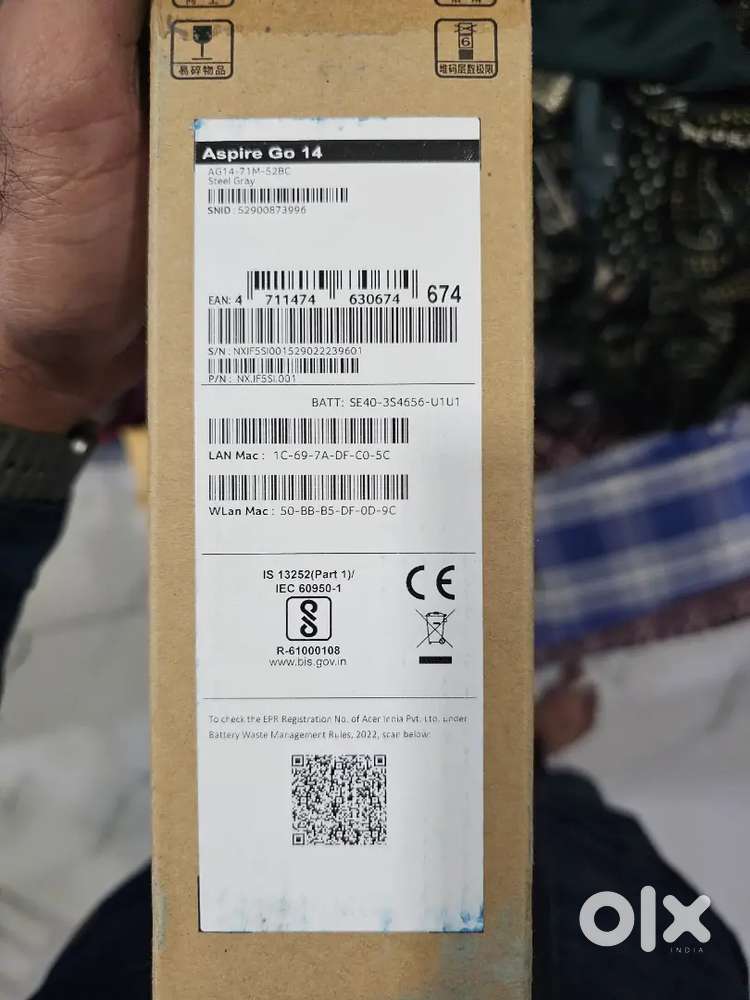 易碎物品
6
堆码层数极限
Aspire Go 14
AG14-71M-52BC
Steel Gray
SNID : 52900873996
EAN: 4 711474 630674 674
S/N : NXIF5SI001529022239601
P/N : NX.IF5SI.001
BATT: SE40-3S4656-U1U1
LAN Mac : 1C-69-7A-DF-C0-5C
WLan Mac : 50-BB-B5-DF-0D-9C
IS 13252(Part 1)/
IEC 60950-1
R-61000108
www.bis.gov.in
CE
To check the EPR Registration No. of Acer India Pvt. Ltd. under
Battery Waste Management Rules, 2022, scan below:
olx
INDIA